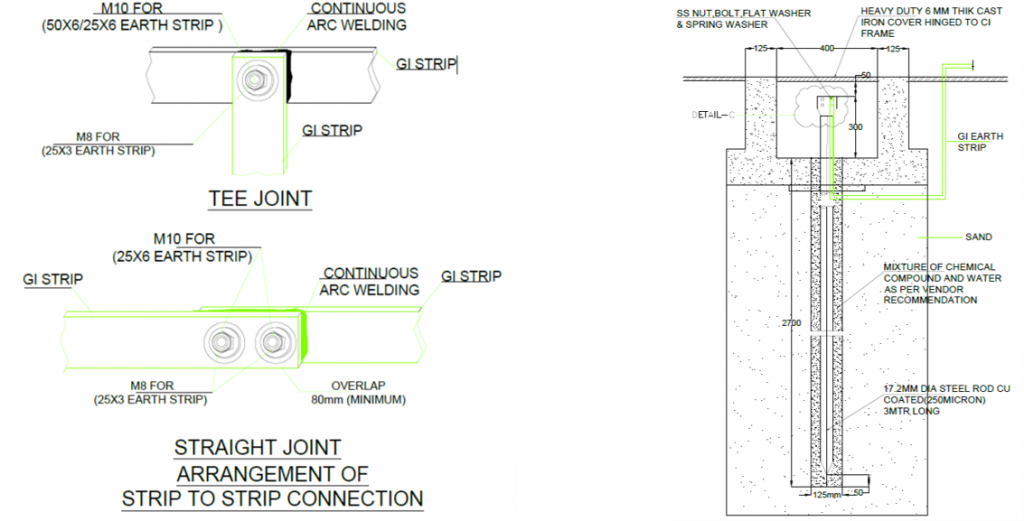 M10 FOR
(50X6/25X6 EARTH STRIP )
CONTINUOUS
ARC WELDING
GI STRIP
M8 FOR
(25X3 EARTH STRIP)
GI STRIP
TEE JOINT
M10 FOR
(25X6 EARTH STRIP)
GI STRIP
CONTINUOUS
ARC WELDING
GI STRIP
M8 FOR
(25X3 EARTH STRIP)
OVERLAP
80mm (MINIMUM)
STRAIGHT JOINT
ARRANGEMENT OF
STRIP TO STRIP CONNECTION
SS NUT,BOLT,FLAT WASHER
& SPRING WASHER
HEAVY DUTY 6 MM THIK CAST
IRON COVER HINGED TO CI
FRAME
125
400
125
50
DETAIL-C
300
GI EARTH
STRIP
SAND
MIXTURE OF CHEMICAL
COMPOUND AND WATER
AS PER VENDOR
RECOMMENDATION
2700
17.2MM DIA STEEL ROD CU
COATED(250MICRON)
3MTR,LONG
125mm
50